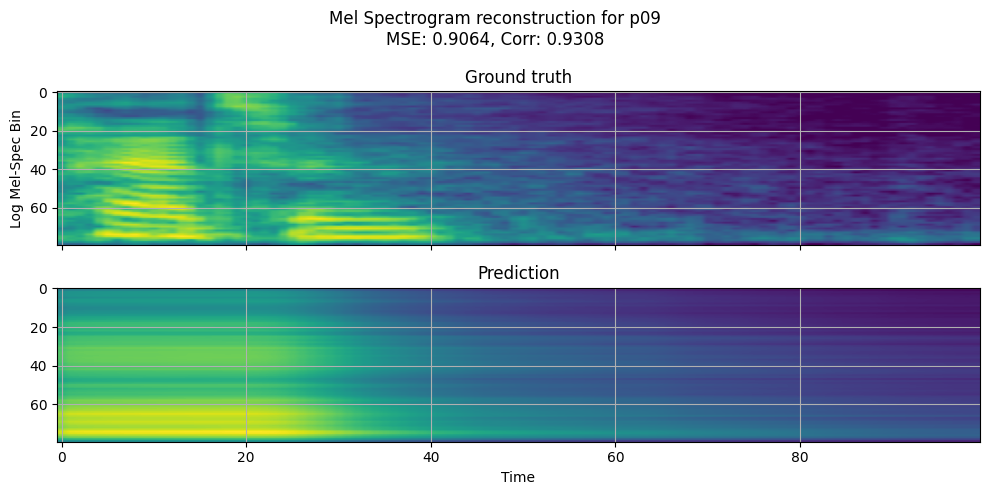 Mel Spectrogram reconstruction for p09
MSE: 0.9064, Corr: 0.9308
Ground truth
Log Mel-Spec Bin
0
20
40
60
Prediction
0
20
40
60
0 20 40 60 80
Time